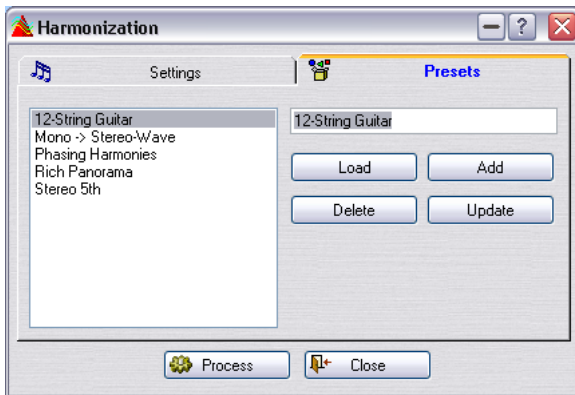 Harmonization
Settings
Presets
12-String Guitar
Mono -> Stereo-Wave
Phasing Harmonies
Rich Panorama
Stereo 5th
12-String Guitar
Load
Add
Delete
Update
Process
Close